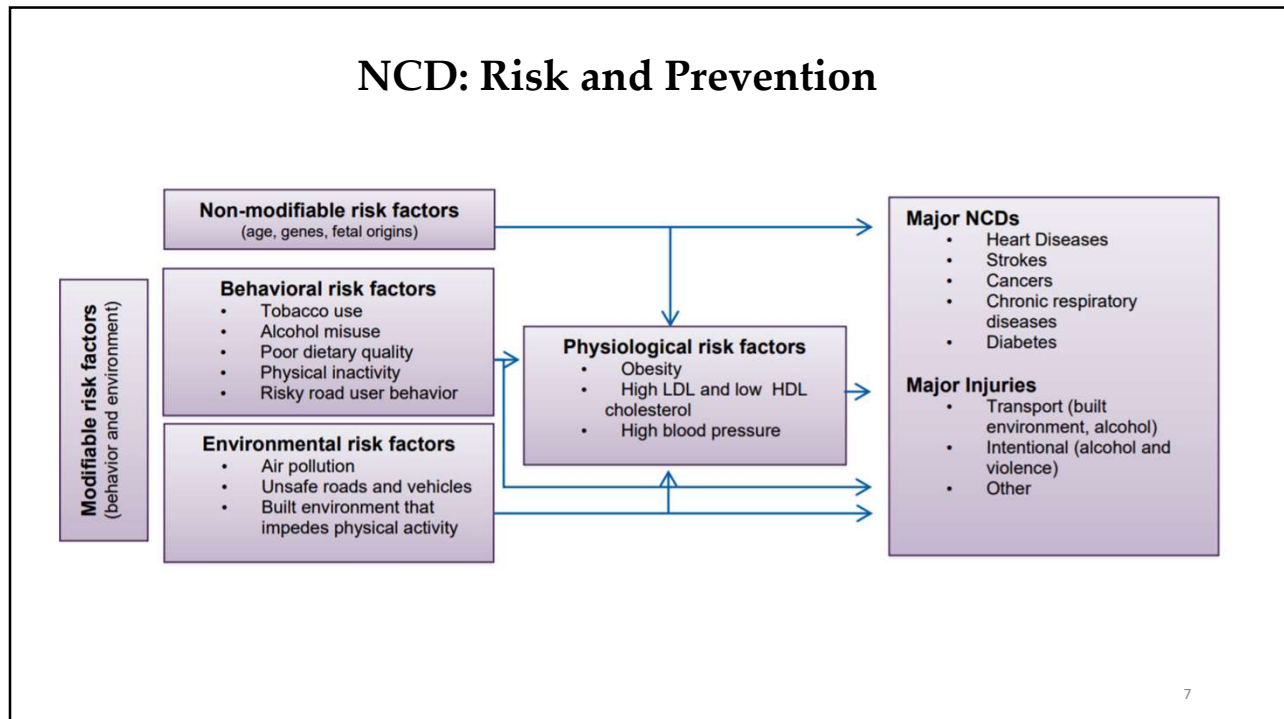 NCD: Risk and Prevention
Non-modifiable risk factors
(age, genes, fetal origins)
Modifiable risk factors
(behavior and environment)
Behavioral risk factors
• Tobacco use
• Alcohol misuse
• Poor dietary quality
• Physical inactivity
• Risky road user behavior
Environmental risk factors
• Air pollution
• Unsafe roads and vehicles
• Built environment that
impedes physical activity
Physiological risk factors
• Obesity
• High LDL and low HDL
cholesterol
• High blood pressure
Major NCDs
• Heart Diseases
• Strokes
• Cancers
• Chronic respiratory
diseases
• Diabetes
Major Injuries
• Transport (built
environment, alcohol)
• Intentional (alcohol and
violence)
• Other
7